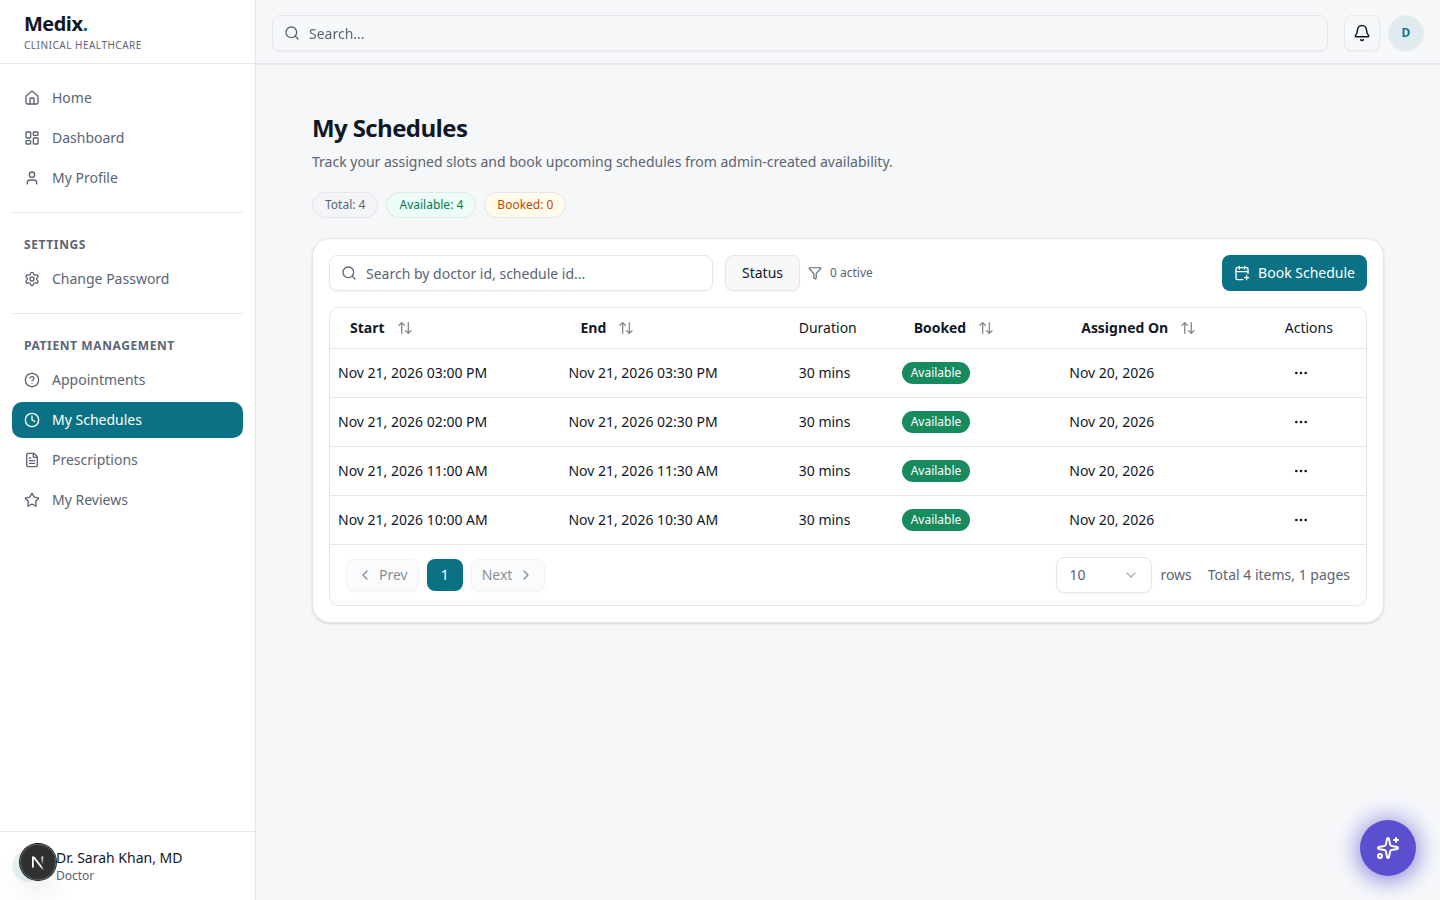 Medix.
CLINICAL HEALTHCARE
Search...
D
Home
Dashboard
My Profile
SETTINGS
Change Password
PATIENT MANAGEMENT
Appointments
My Schedules
Prescriptions
My Reviews
N
Dr. Sarah Khan, MD
Doctor
My Schedules
Track your assigned slots and book upcoming schedules from admin-created availability.
Total: 4 Available: 4 Booked: 0
Search by doctor id, schedule id... Status 0 active Book Schedule
Start End Duration Booked Assigned On Actions
Nov 21, 2026 03:00 PM Nov 21, 2026 03:30 PM 30 mins Available Nov 20, 2026
Nov 21, 2026 02:00 PM Nov 21, 2026 02:30 PM 30 mins Available Nov 20, 2026
Nov 21, 2026 11:00 AM Nov 21, 2026 11:30 AM 30 mins Available Nov 20, 2026
Nov 21, 2026 10:00 AM Nov 21, 2026 10:30 AM 30 mins Available Nov 20, 2026
Prev 1 Next 10 rows Total 4 items, 1 pages